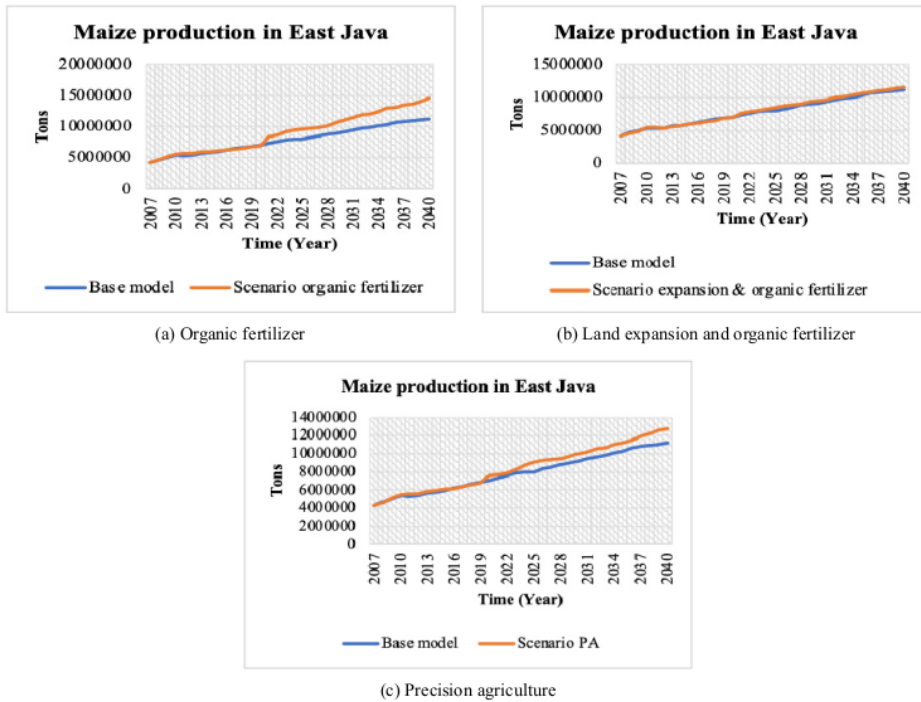 Maize production in East Java
20000000
15000000
10000000
5000000
0
Tons
2007
2010
2013
2016
2019
2022
2025
2028
2031
2034
2037
2040
Time (Year)
Base model
Scenario organic fertilizer
(a) Organic fertilizer
Maize production in East Java
15000000
10000000
5000000
0
Tons
2007
2010
2013
2016
2019
2022
2025
2028
2031
2034
2037
2040
Time (Year)
Base model
Scenario expansion & organic fertilizer
(b) Land expansion and organic fertilizer
Maize production in East Java
14000000
12000000
10000000
8000000
6000000
4000000
2000000
0
Tons
2007
2010
2013
2016
2019
2022
2025
2028
2031
2034
2037
2040
Time (Year)
Base model
Scenario PA
(c) Precision agriculture